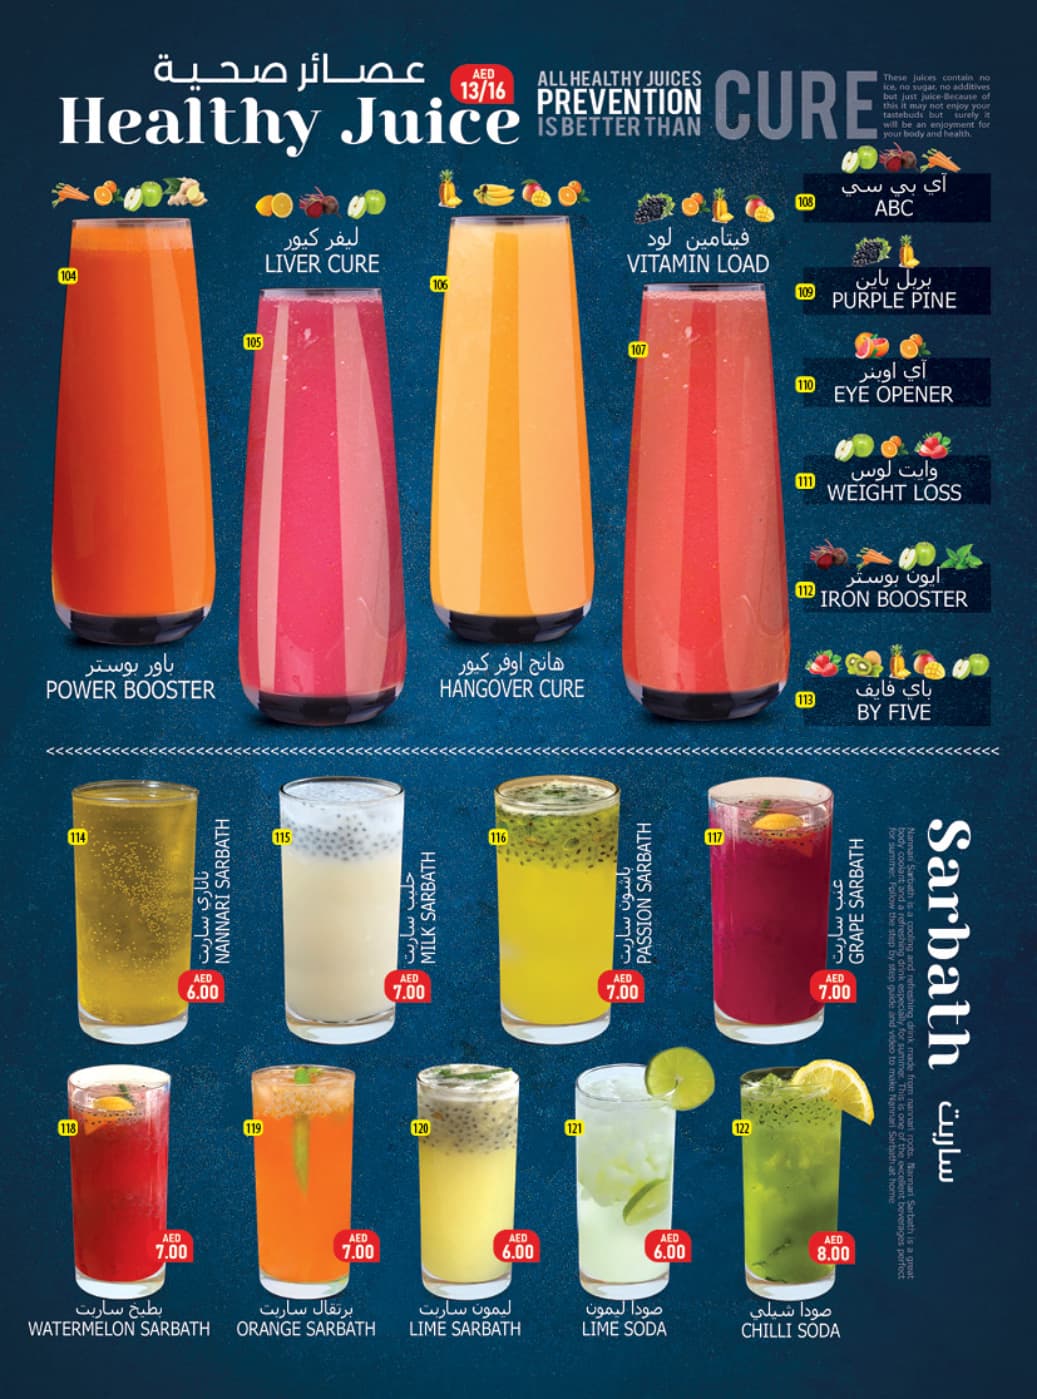 عصائر صحية
Healthy Juice
AED
13/16
ALL HEALTHY JUICES
PREVENTION
IS BETTER THAN
CURE
These juices contain no
ice, no sugar, no additives
but just juice-Because of
this it may not enjoy your
tastebuds but surely it
will be an enjoyment for
your body and health.
104
باور بوستر
POWER BOOSTER
105
ليفر كيور
LIVER CURE
106
هانج اوفر كيور
HANGOVER CURE
107
فيتامين لود
VITAMIN LOAD
108
آي بي سي
ABC
109
بربل باين
PURPLE PINE
110
آي اوبنر
EYE OPENER
111
وايت لوس
WEIGHT LOSS
112
ايون بوستر
IRON BOOSTER
113
باي فايف
BY FIVE
<<<<<<<<<<<<<<<<<<<<<<<<<<<<<<<<<<<<<<<<<<<<<<<<<<<<<<<<<<<<<<<<<<<<<<<<<<<<<<<<<<<<<<<<<<<<<<<<<<<<<<<<
Sarbath ساربت
Nannari Sarbath is a cooling and refreshing drink made from nannari roots. Nannari Sarbath is a great
body coolant and a refreshing drink especially for summer. This is one of the excellent beverages perfect
for summer. Follow the step by step guide and video to make Nannari Sarbath at home
114
ناناري ساربت
NANNARI SARBATH
AED
6.00
115
حليب ساربت
MILK SARBATH
AED
7.00
116
باشون ساربت
PASSION SARBATH
AED
7.00
117
عنب ساربت
GRAPE SARBATH
AED
7.00
118
AED
7.00
بطيخ ساربت
WATERMELON SARBATH
119
AED
7.00
برتقال ساربت
ORANGE SARBATH
120
AED
6.00
ليمون ساربت
LIME SARBATH
121
AED
6.00
صودا ليمون
LIME SODA
122
AED
8.00
صودا شيلي
CHILLI SODA